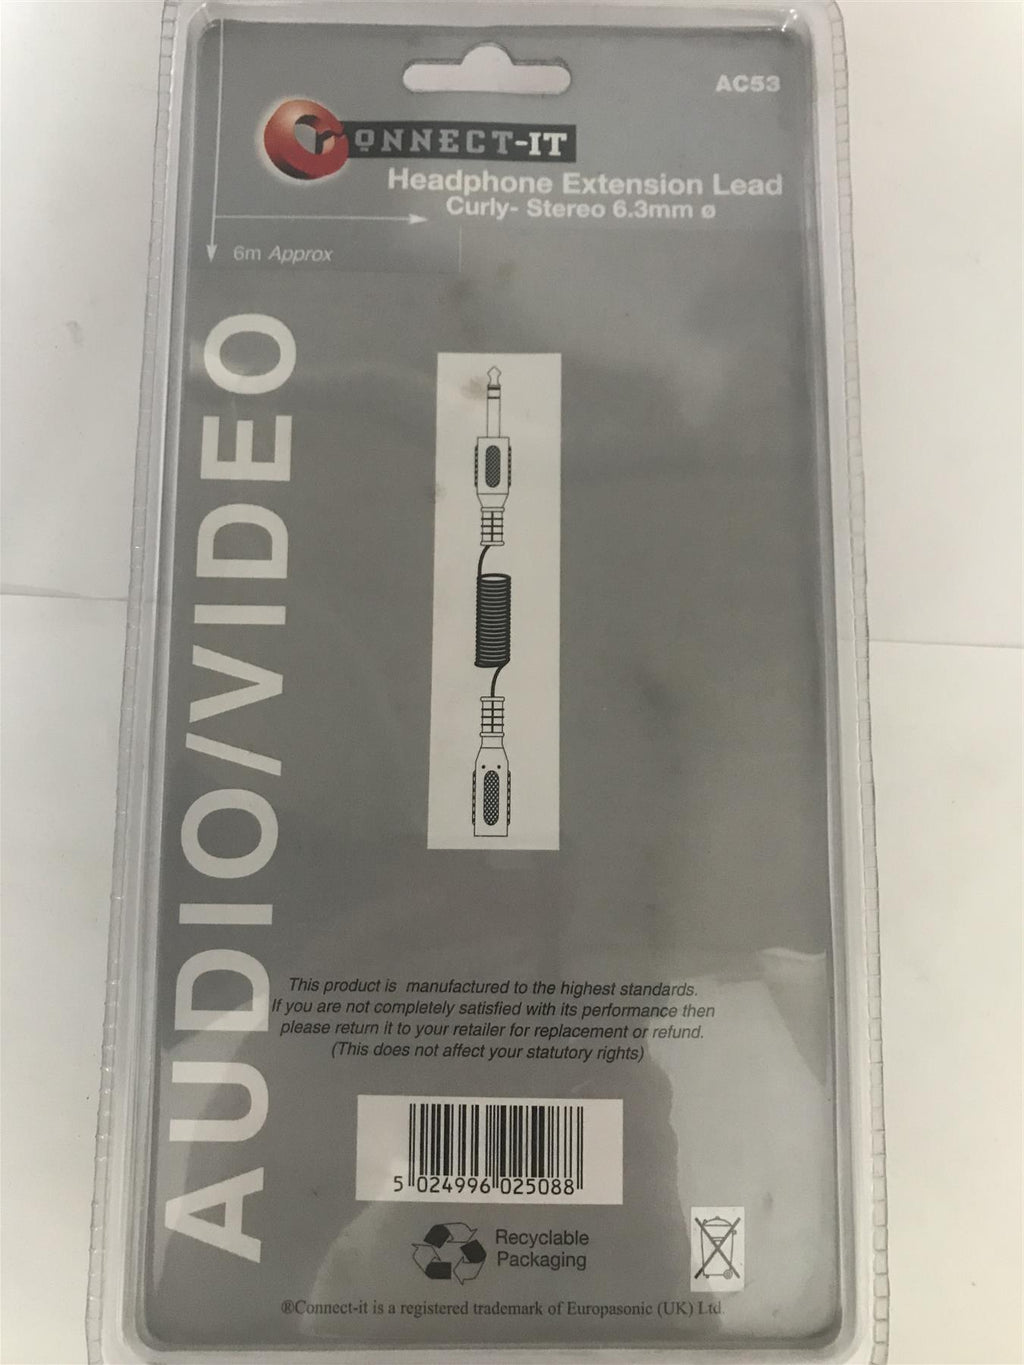 AC53
CONNECT-IT
Headphone Extension Lead
Curly- Stereo 6.3mm ø
6m Approx
AUDIO/VIDEO
This product is manufactured to the highest standards.
If you are not completely satisfied with its performance then
please return it to your retailer for replacement or refund.
(This does not affect your statutory rights)
5 024996 025088
Recyclable
Packaging
®Connect-it is a registered trademark of Europasonic (UK) Ltd.